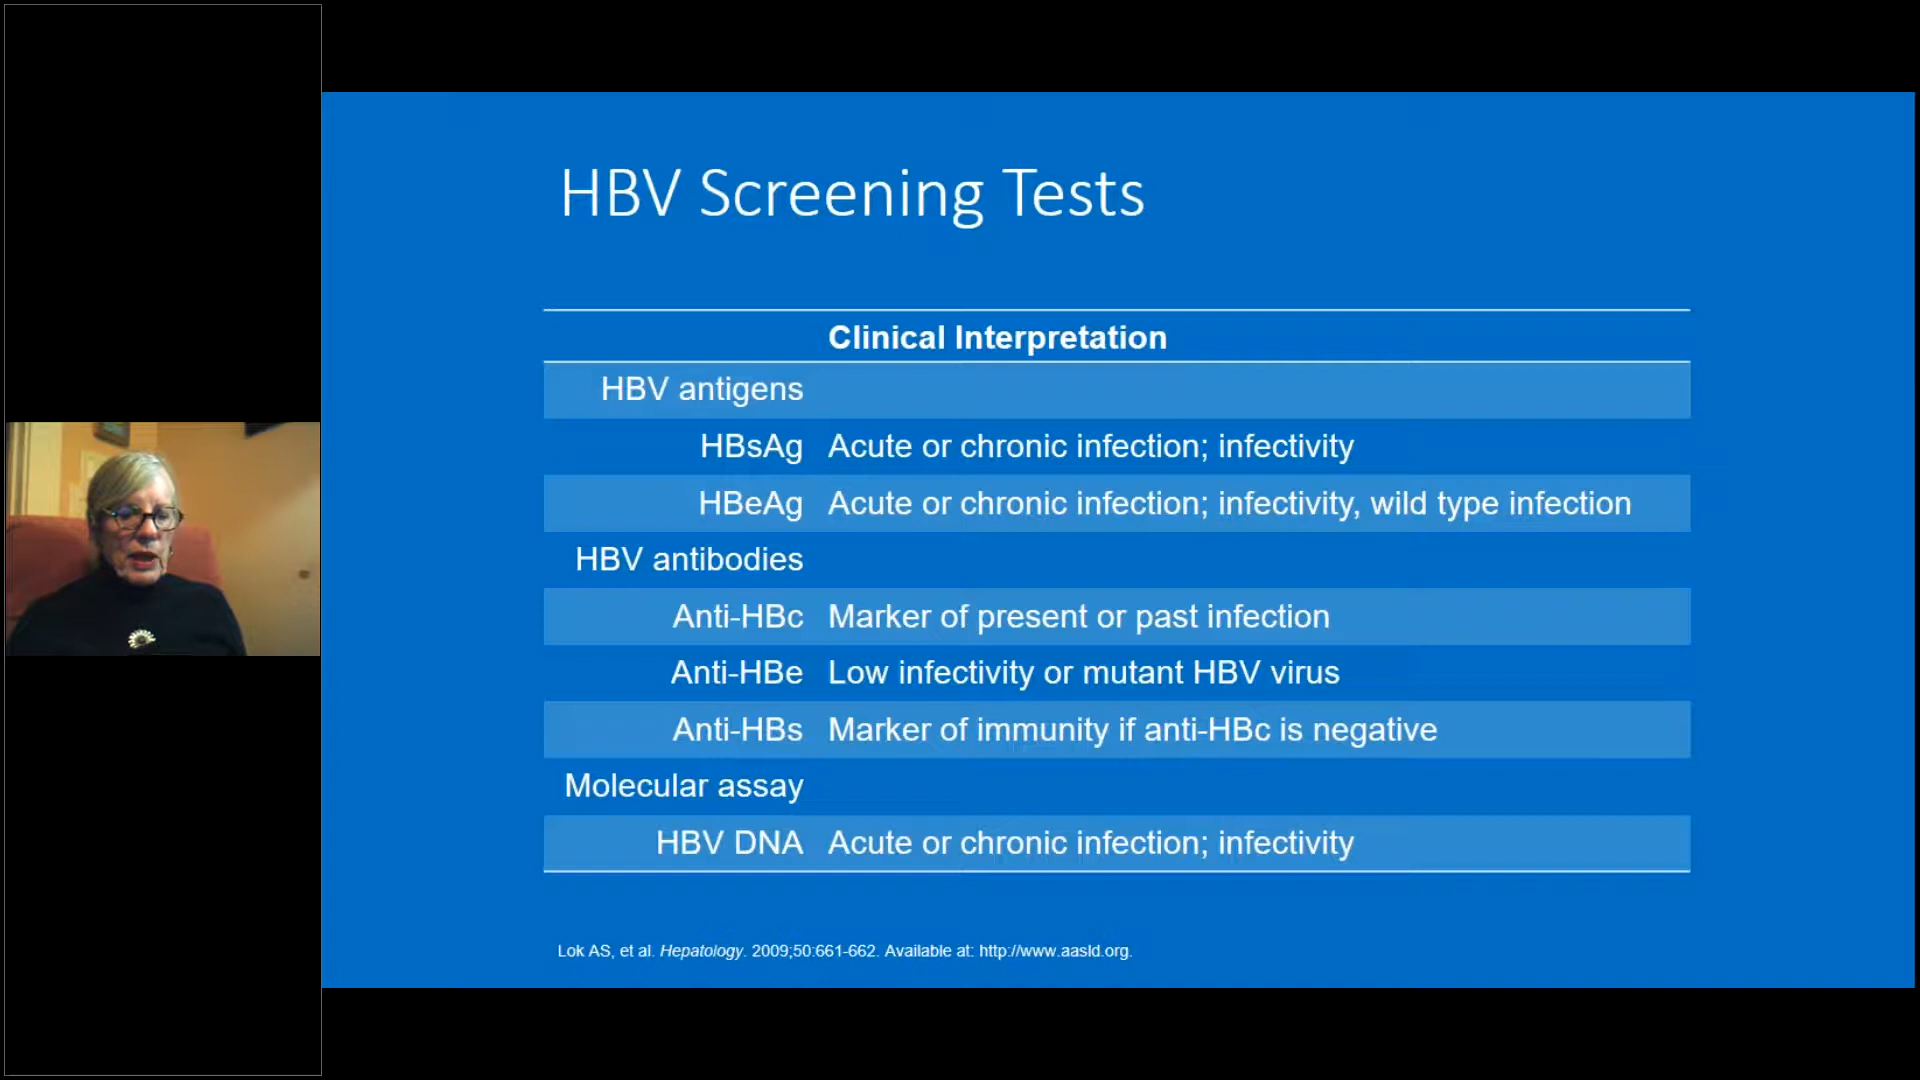 HBV Screening Tests
Clinical Interpretation
HBV antigens
HBsAg Acute or chronic infection; infectivity
HBeAg Acute or chronic infection; infectivity, wild type infection
HBV antibodies
Anti-HBc Marker of present or past infection
Anti-HBe Low infectivity or mutant HBV virus
Anti-HBs Marker of immunity if anti-HBc is negative
Molecular assay
HBV DNA Acute or chronic infection; infectivity
Lok AS, et al. Hepatology. 2009;50:661-662. Available at: http://www.aasld.org.